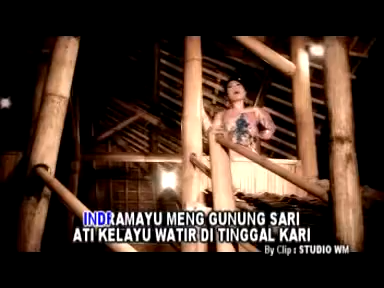 INDRAMAYU MENG GUNUNG SARI
ATI KELAYU WATIR DI TINGGAL KARI
By Clip : STUDIO WM